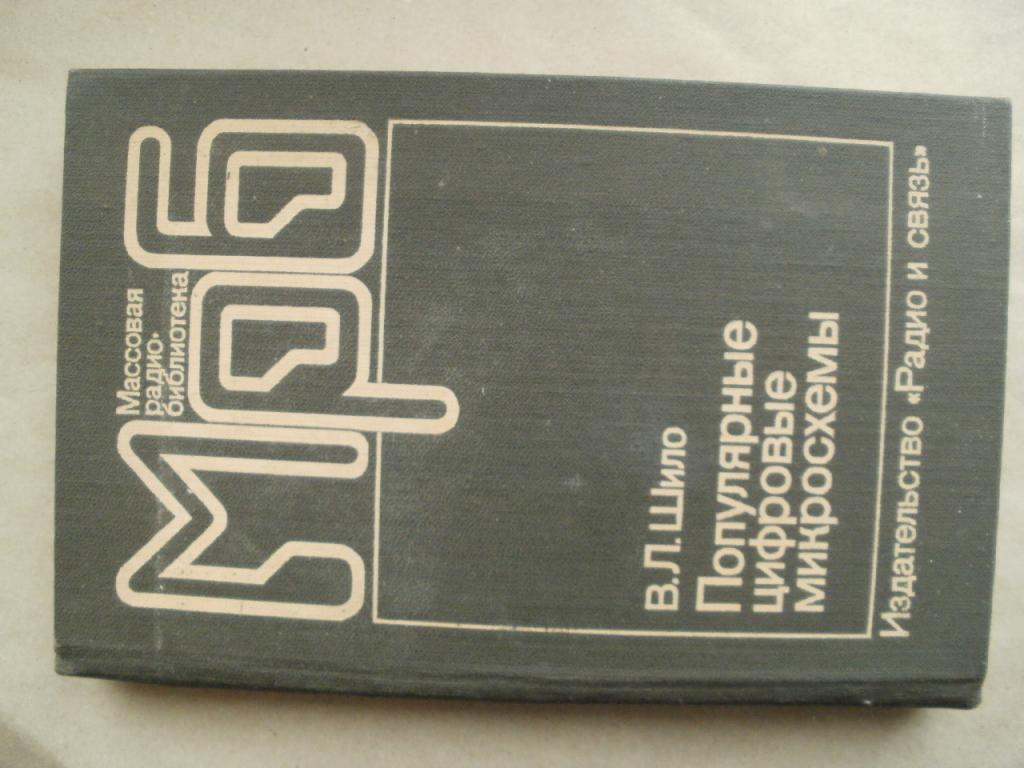 Массовая
радио-
библиотека
Мрб
В.Л.Шило
Популярные
цифровые
микросхемы
Издательство «Радио и связь»